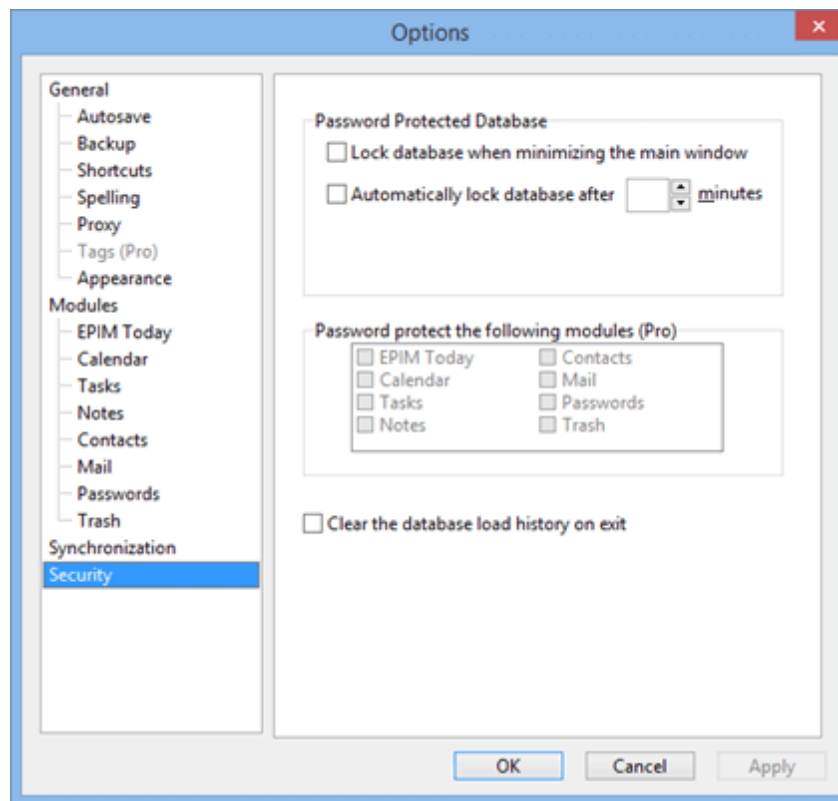 Options
General
Autosave
Backup
Shortcuts
Spelling
Proxy
Tags (Pro)
Appearance
Modules
EPIM Today
Calendar
Tasks
Notes
Contacts
Mail
Passwords
Trash
Synchronization
Security
Password Protected Database
Lock database when minimizing the main window
Automatically lock database after minutes
Password protect the following modules (Pro)
EPIM Today Contacts
Calendar Mail
Tasks Passwords
Notes Trash
Clear the database load history on exit
OK Cancel Apply